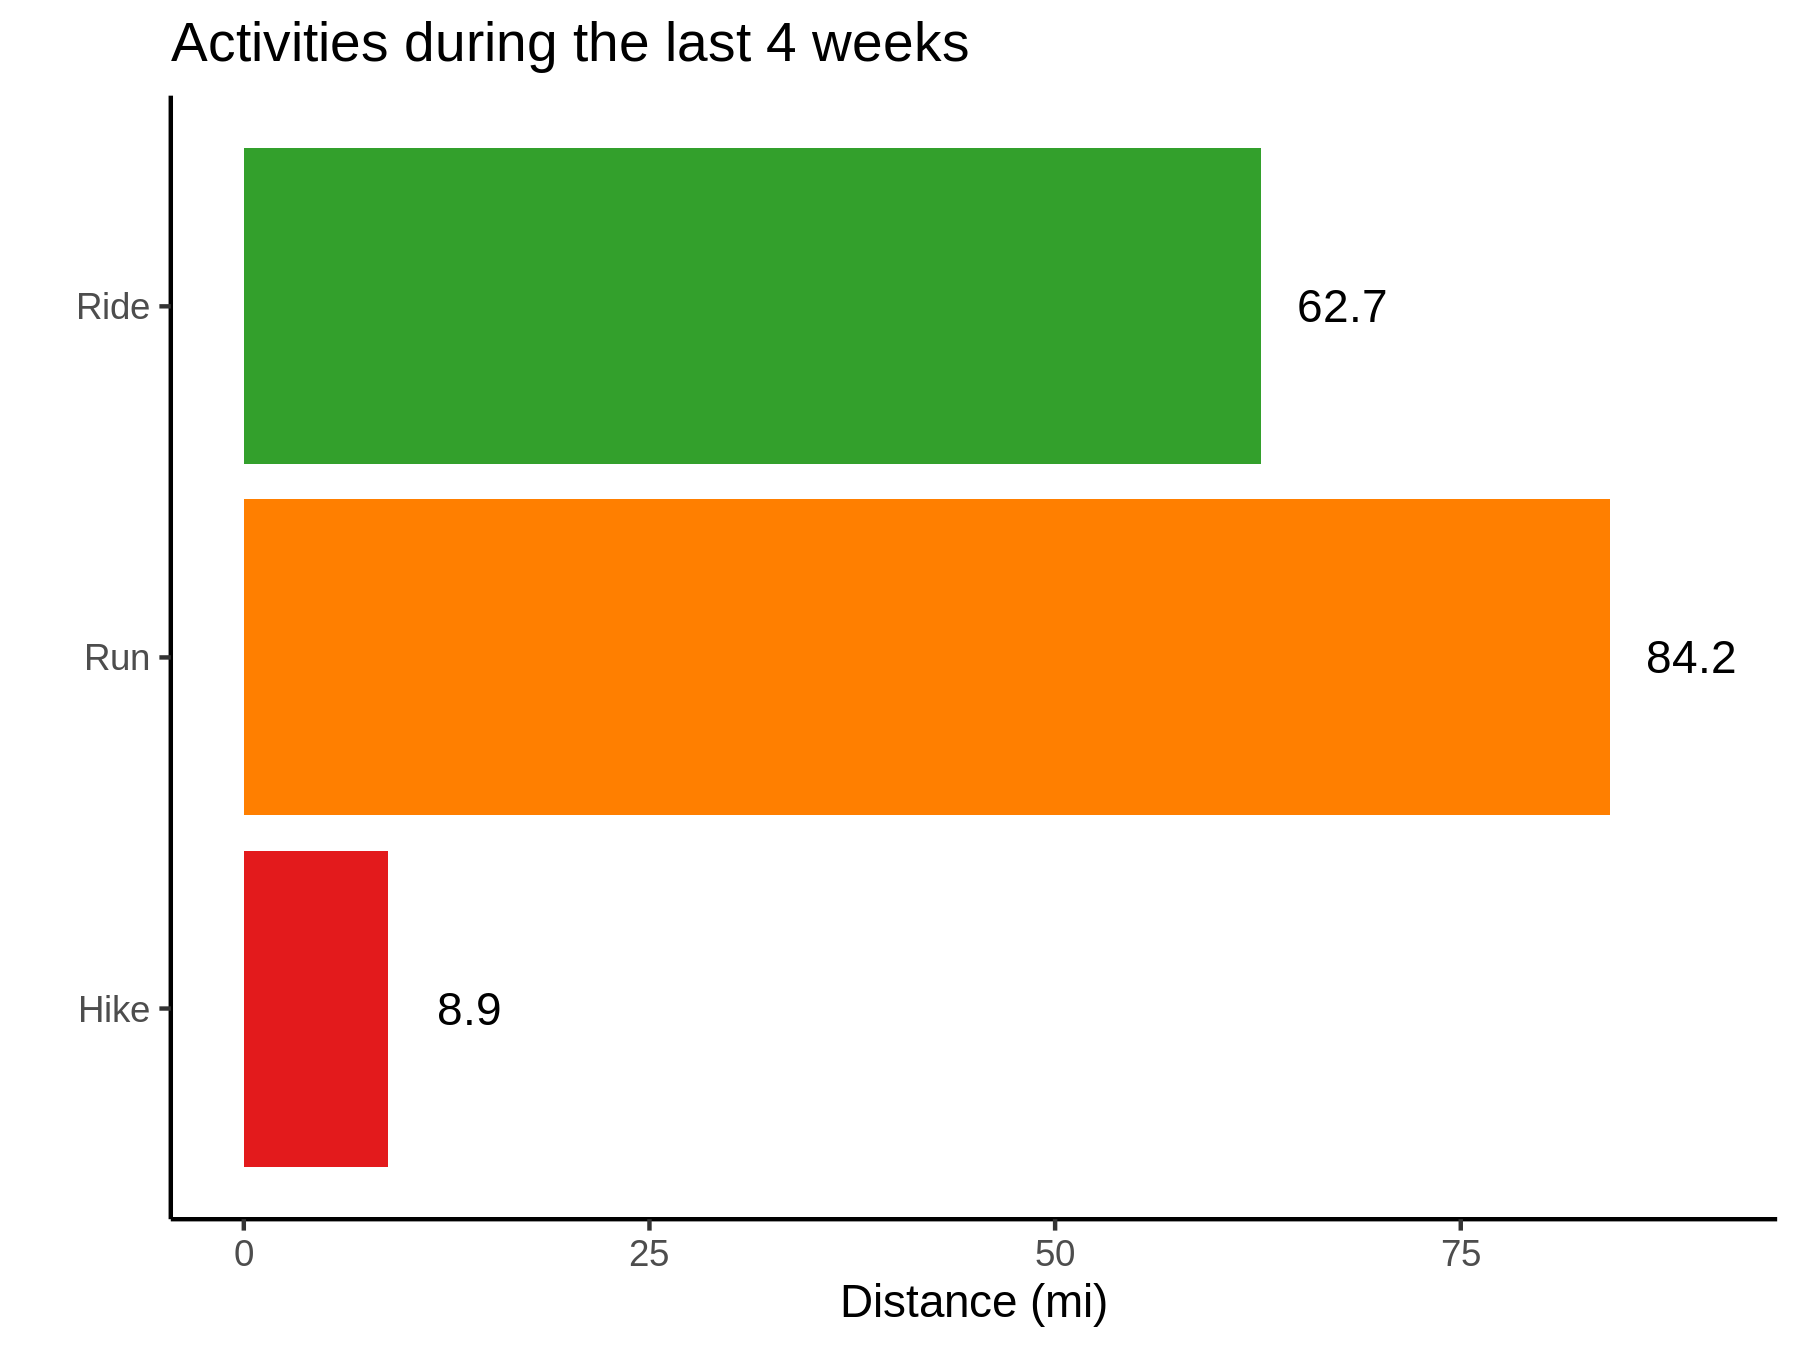 Activities during the last 4 weeks
Ride
62.7
Run
84.2
Hike
8.9
0 25 50 75
Distance (mi)